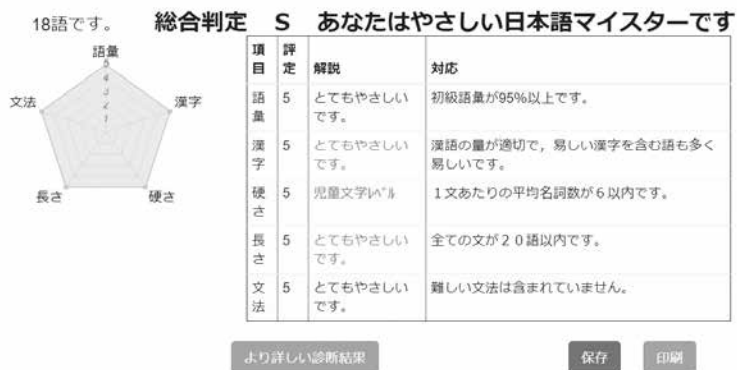 18語です。
総合判定　S　あなたはやさしい日本語マイスターです
語量
文法
漢字
長さ
硬さ
5
4
3
2
1
項目 評定 解説 対応
語量 5 とてもやさしいです。 初級語量が95%以上です。
漢字 5 とてもやさしいです。 漢語の量が適切で，易しい漢字を含む語も多く易しいです。
硬さ 5 児童文学ﾚﾍﾞﾙ １文あたりの平均名詞数が６以内です。
長さ 5 とてもやさしいです。 全ての文が２０語以内です。
文法 5 とてもやさしいです。 難しい文法は含まれていません。
より詳しい診断結果
保存
印刷